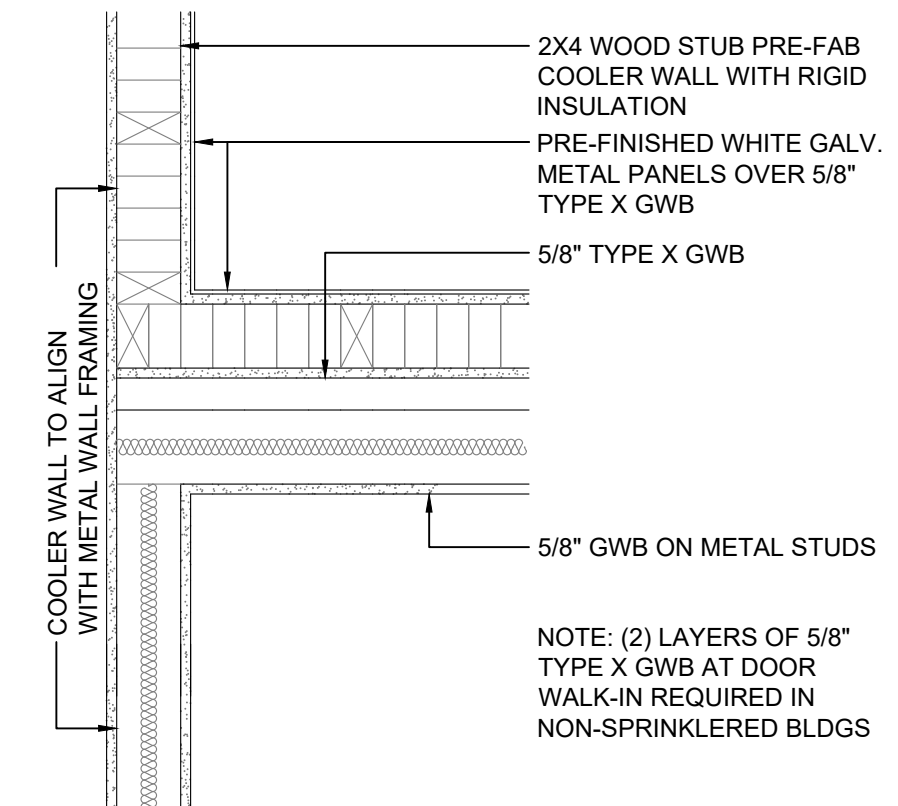 2X4 WOOD STUB PRE-FAB
COOLER WALL WITH RIGID
INSULATION
PRE-FINISHED WHITE GALV.
METAL PANELS OVER 5/8"
TYPE X GWB
5/8" TYPE X GWB
COOLER WALL TO ALIGN
WITH METAL WALL FRAMING
5/8" GWB ON METAL STUDS
NOTE: (2) LAYERS OF 5/8"
TYPE X GWB AT DOOR
WALK-IN REQUIRED IN
NON-SPRINKLERED BLDGS